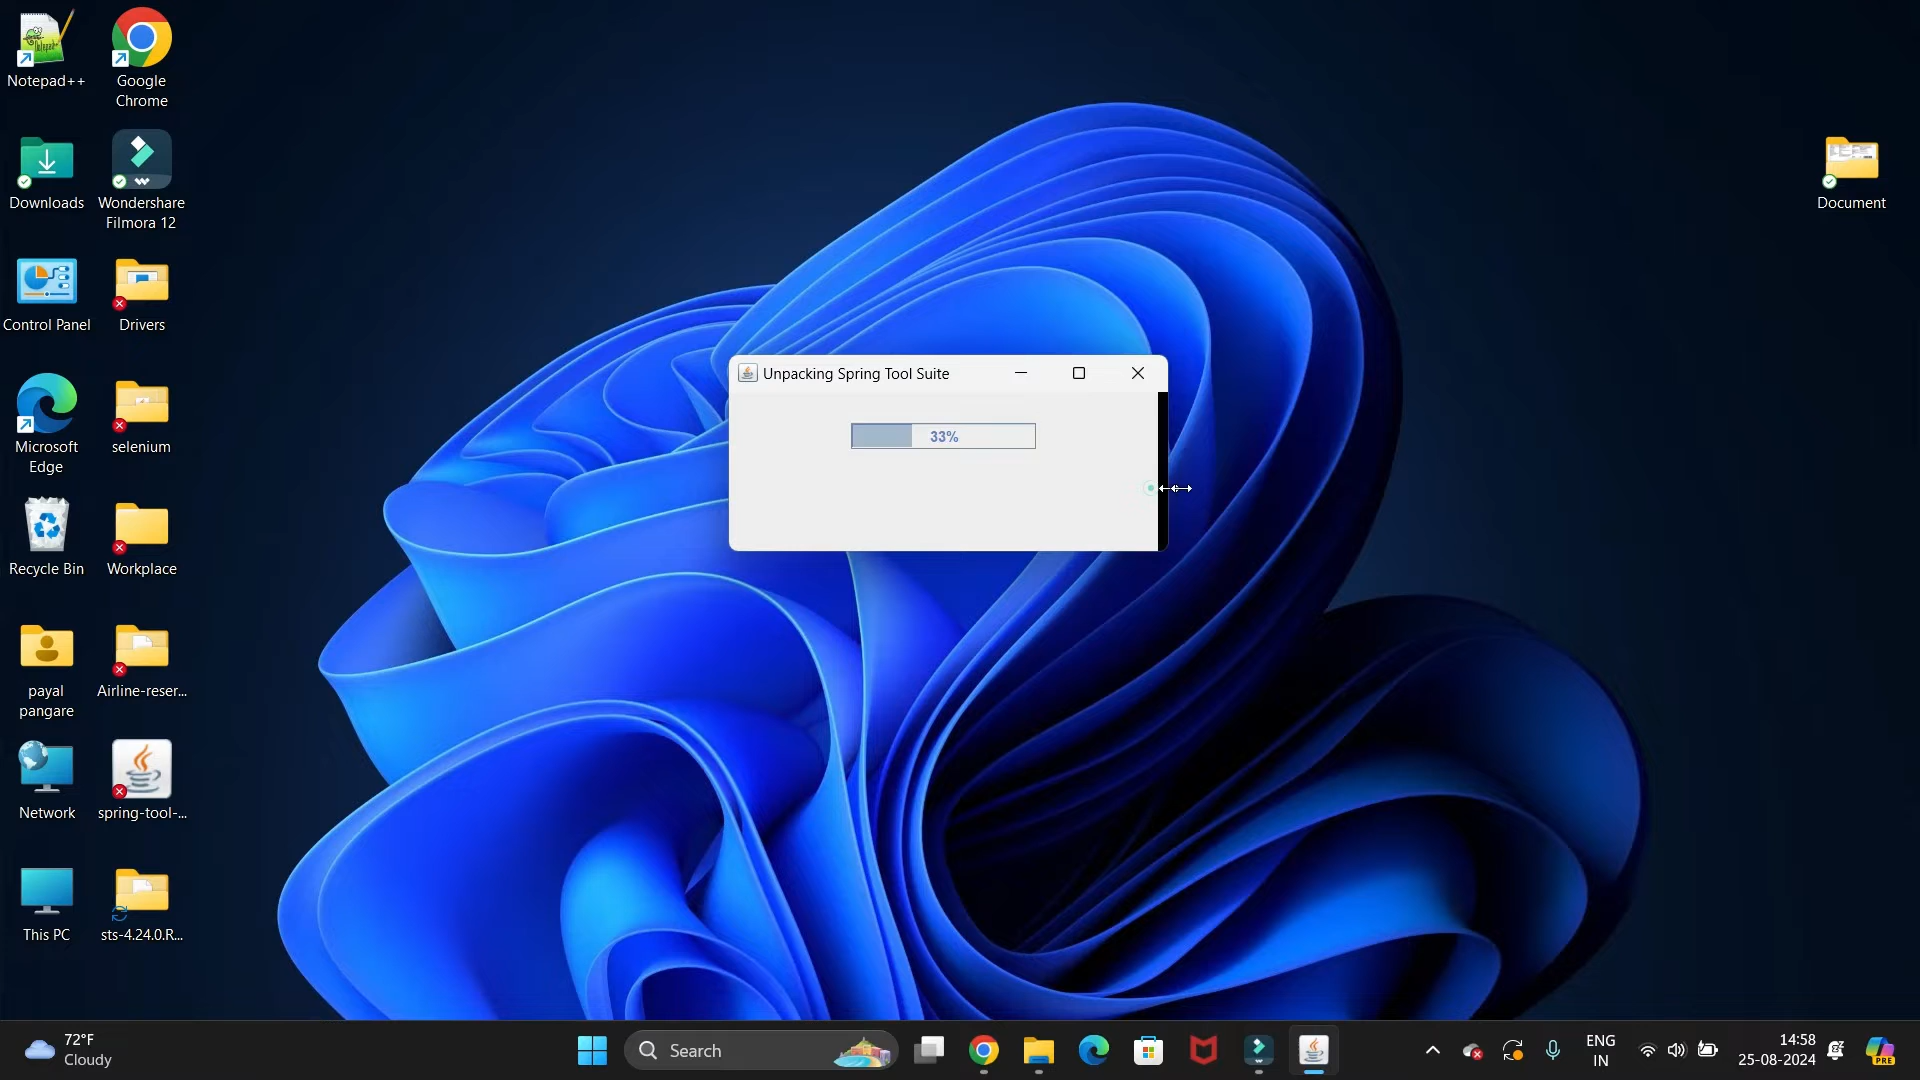 Notepad++
Google
Chrome
Downloads
Wondershare
Filmora 12
Document
Control Panel
Drivers
Unpacking Spring Tool Suite
33%
Microsoft
Edge
selenium
Recycle Bin
Workplace
payal
pangare
Airline-reser...
Network
spring-tool-...
This PC
sts-4.24.0.R...
72°F
Cloudy
Search
ENG
IN
14:58
25-08-2024
PRE